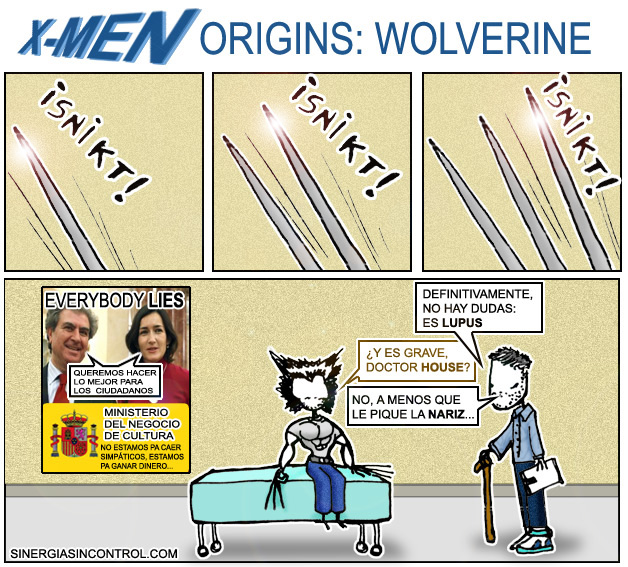 X-MEN ORIGINS: WOLVERINE
¡SNIKT!
¡SNIKT!
¡SNIKT!
EVERYBODY LIES
QUEREMOS HACER
LO MEJOR PARA
LOS CIUDADANOS
MINISTERIO
DEL NEGOCIO
DE CULTURA
NO ESTAMOS PA CAER
SIMPÁTICOS, ESTAMOS
PA GANAR DINERO...
DEFINITIVAMENTE,
NO HAY DUDAS:
ES LUPUS
¿Y ES GRAVE,
DOCTOR HOUSE?
NO, A MENOS QUE
LE PIQUE LA NARIZ...
SINERGIASINCONTROL.COM